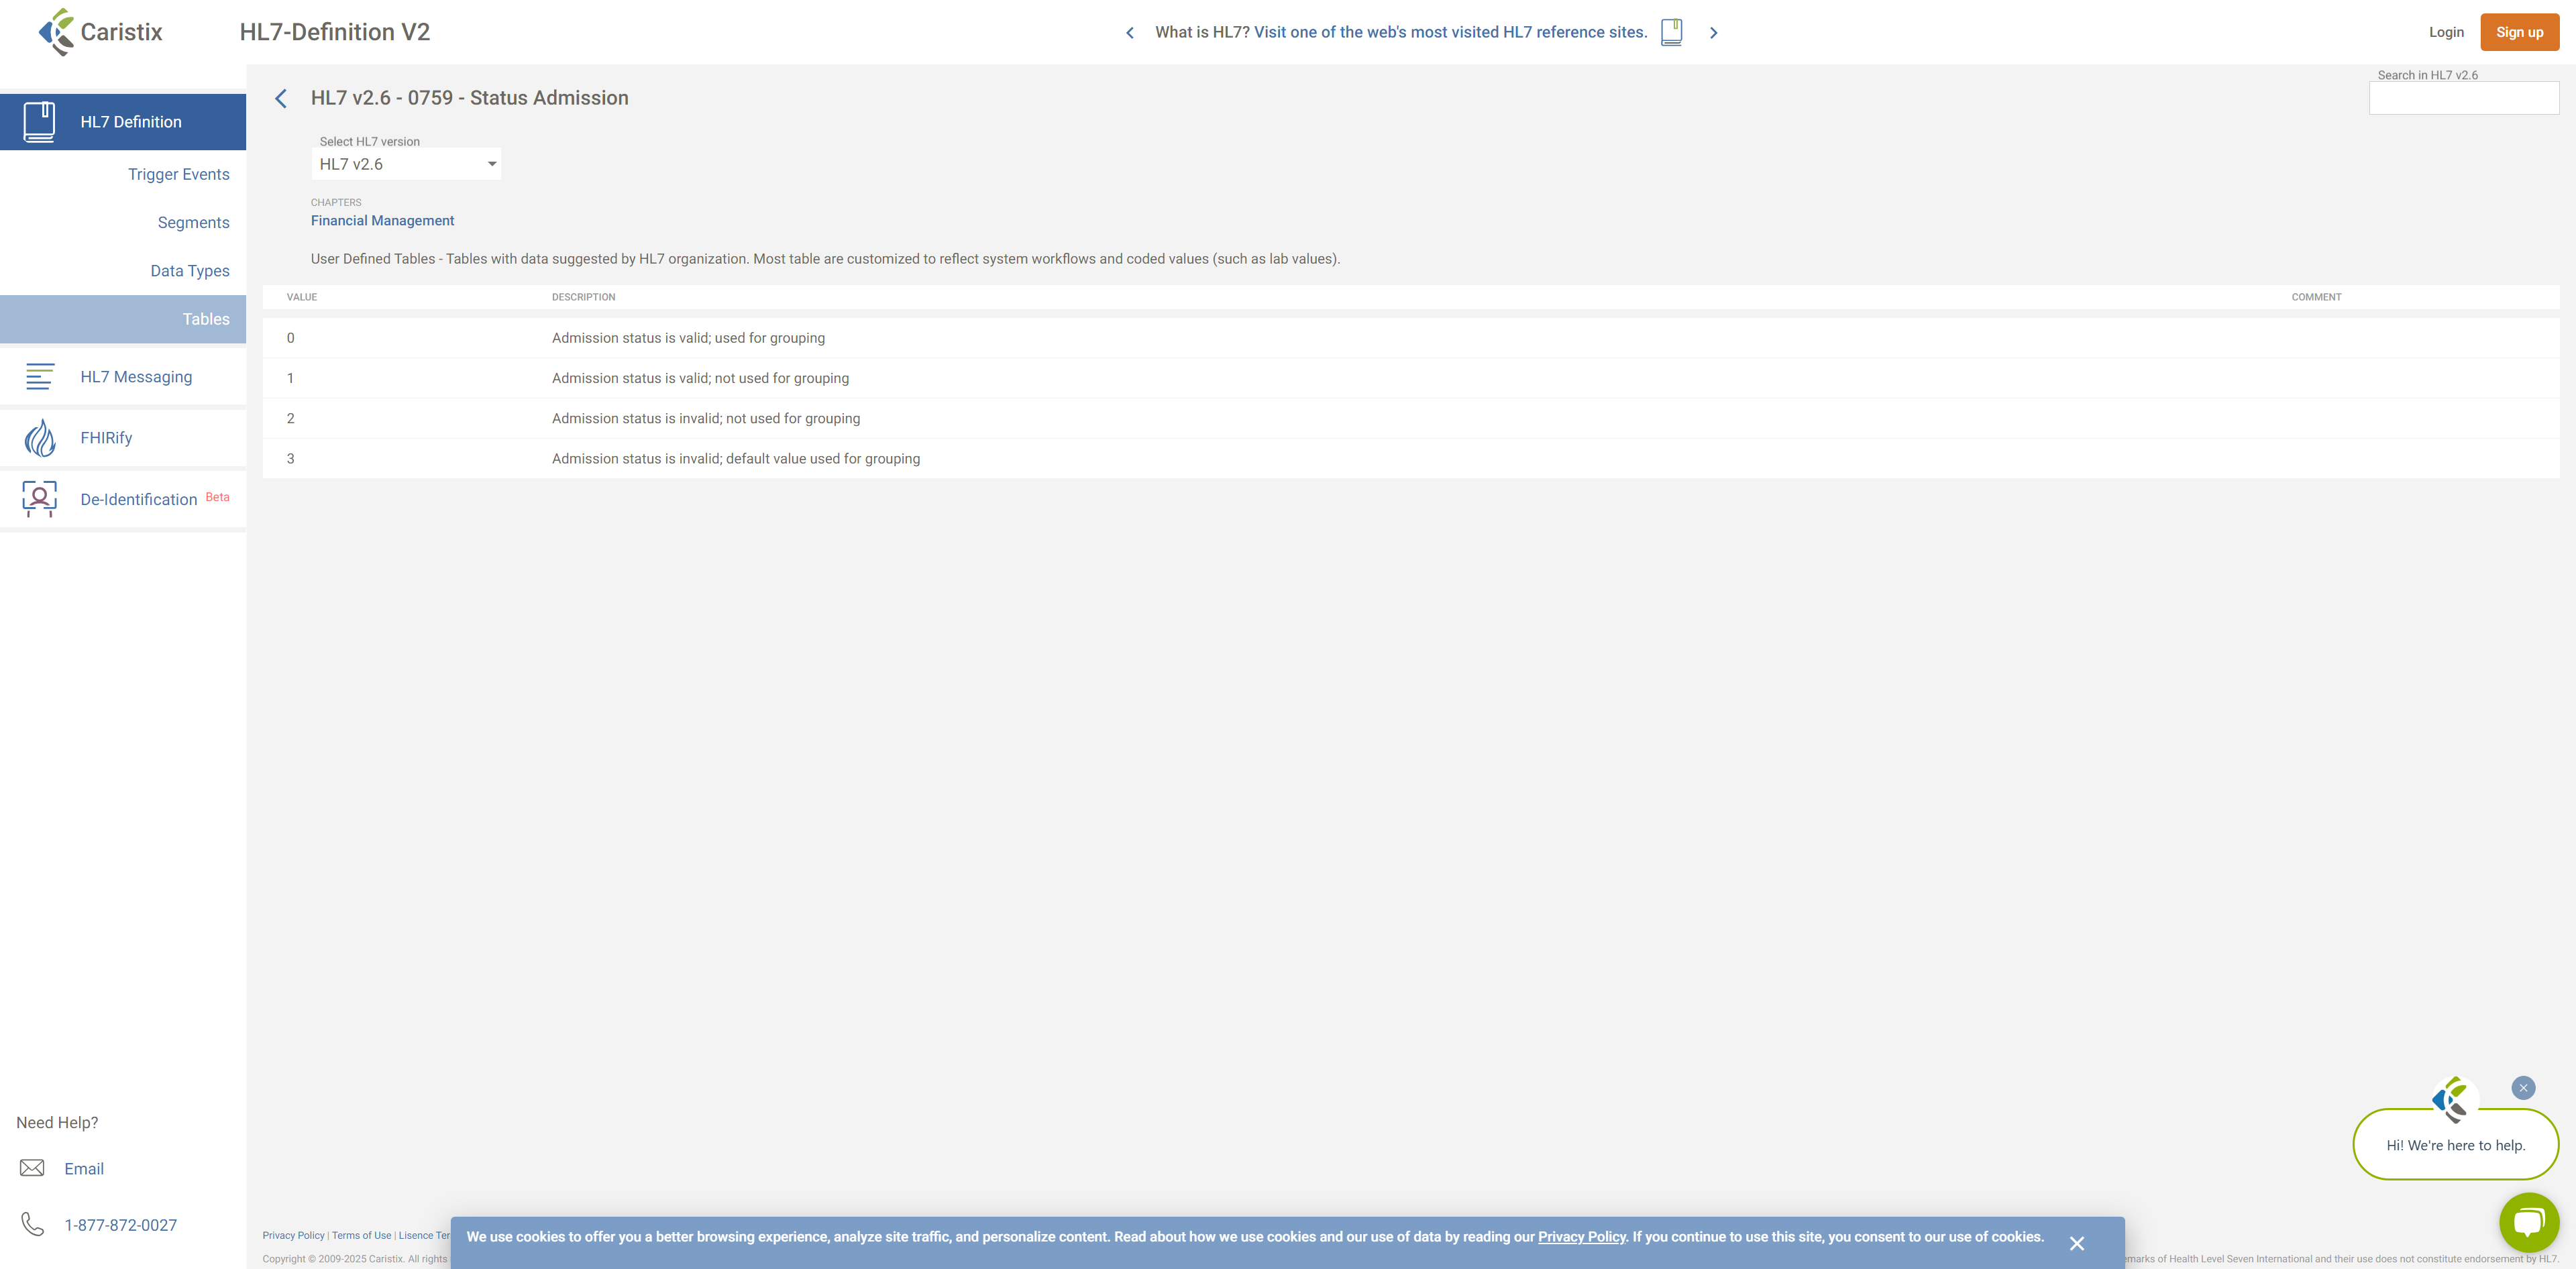 Caristix
HL7-Definition V2
What is HL7? Visit one of the web's most visited HL7 reference sites.
Login
Sign up
HL7 Definition
Trigger Events
Segments
Data Types
Tables
HL7 Messaging
FHIRify
De-Identification Beta
Need Help?
Email
1-877-872-0027
HL7 v2.6 - 0759 - Status Admission
Search in HL7 v2.6
Select HL7 version
HL7 v2.6
CHAPTERS
Financial Management
User Defined Tables - Tables with data suggested by HL7 organization. Most table are customized to reflect system workflows and coded values (such as lab values).
VALUE DESCRIPTION COMMENT
0 Admission status is valid; used for grouping
1 Admission status is valid; not used for grouping
2 Admission status is invalid; not used for grouping
3 Admission status is invalid; default value used for grouping
Hi! We're here to help.
Privacy Policy | Terms of Use | Lisence Ter
We use cookies to offer you a better browsing experience, analyze site traffic, and personalize content. Read about how we use cookies and our use of data by reading our Privacy Policy. If you continue to use this site, you consent to our use of cookies.
Copyright © 2009-2025 Caristix. All rights
emarks of Health Level Seven International and their use does not constitute endorsement by HL7.